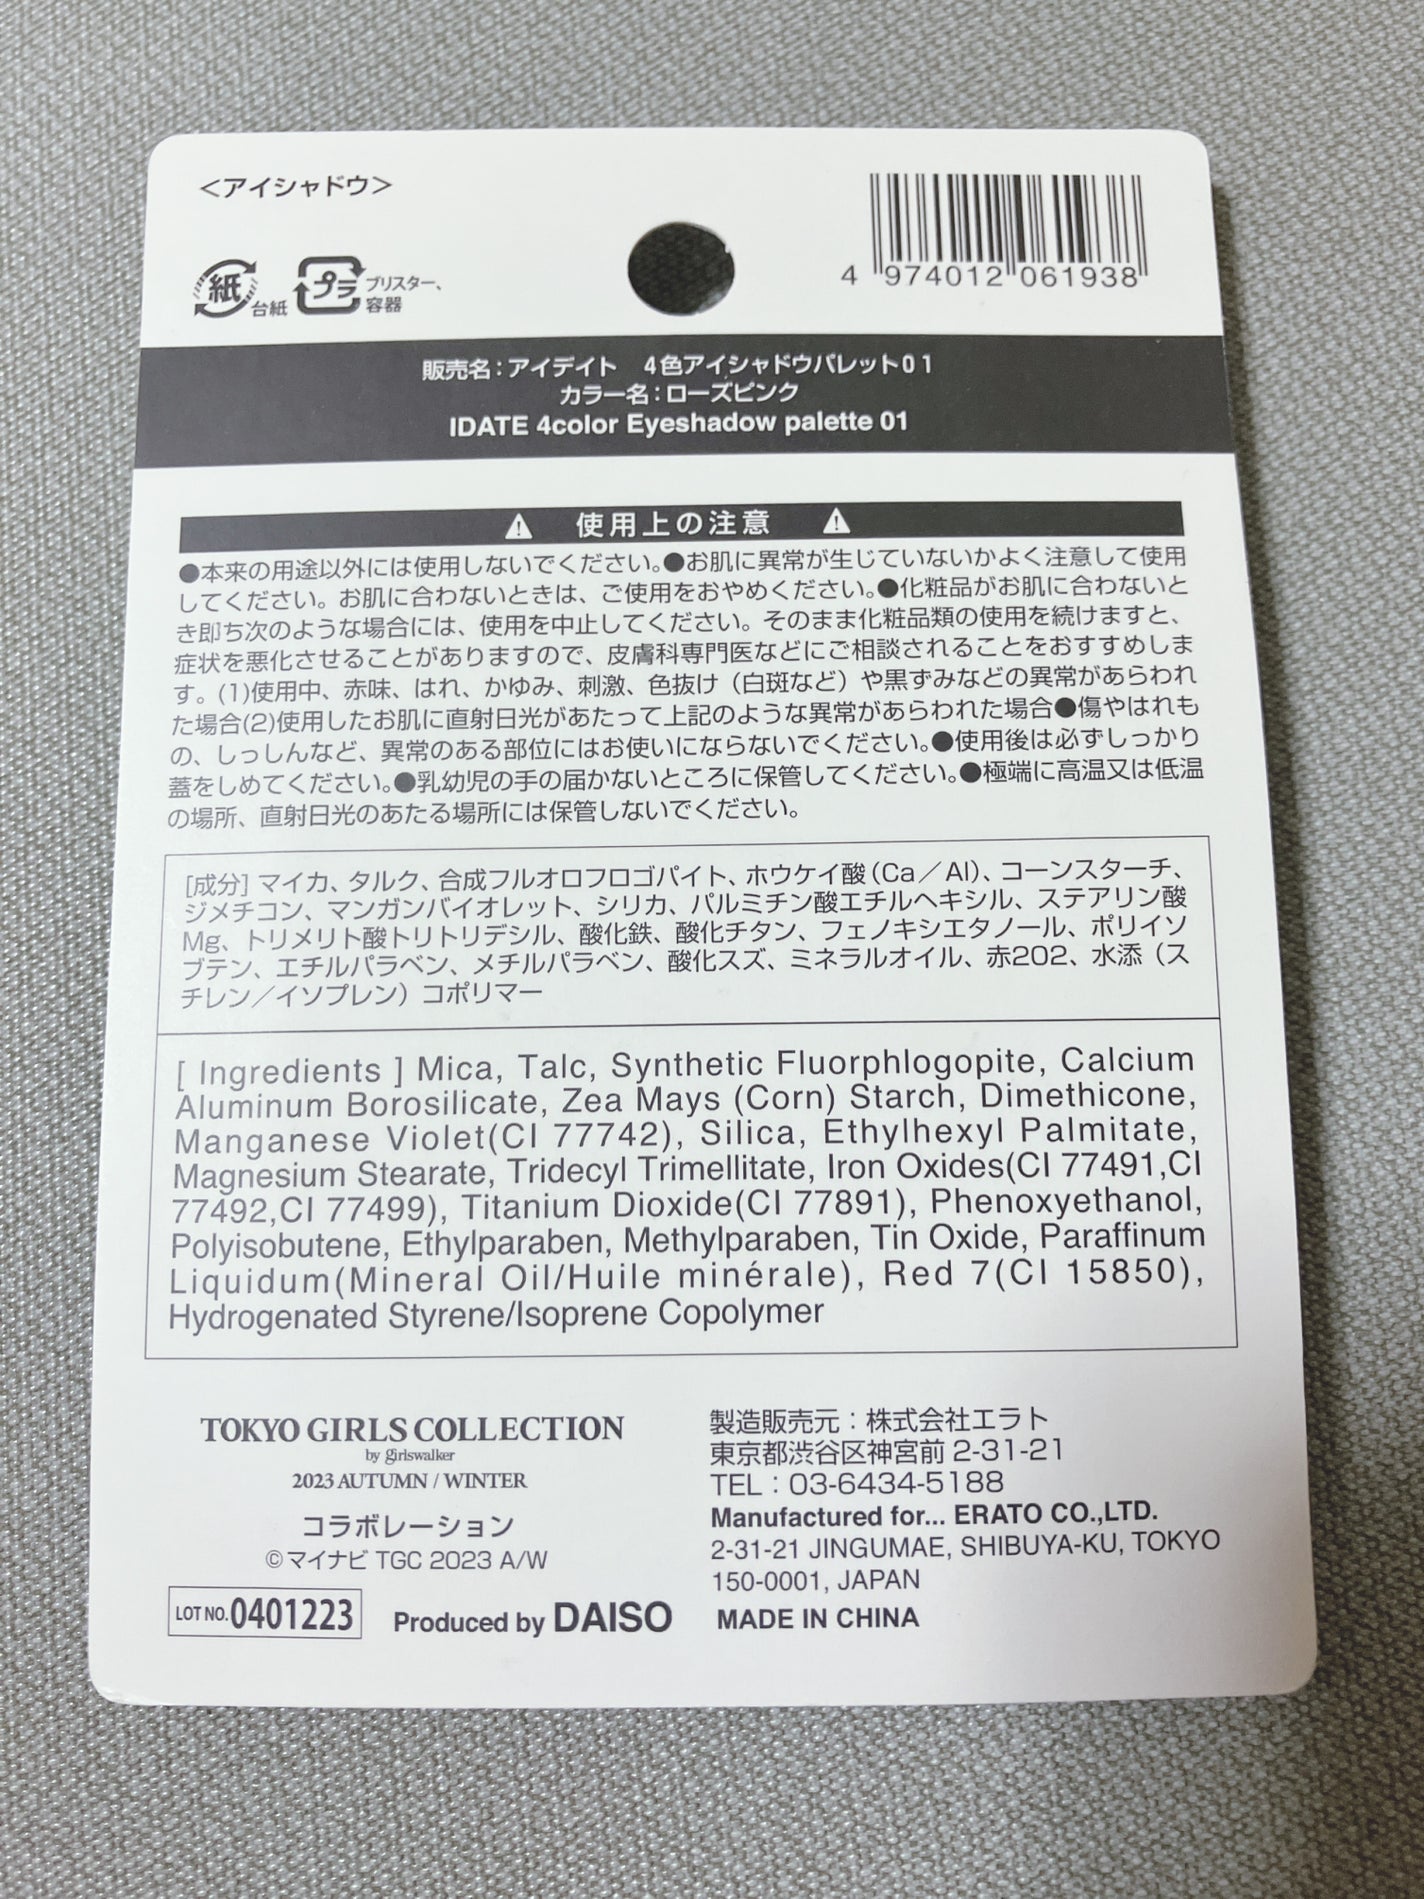 ＜アイシャドウ＞
紙 台紙
プラ ブリスター、
容器
4 974012 061938
販売名：アイデイト　４色アイシャドウパレット０１
カラー名：ローズピンク
IDATE 4color Eyeshadow palette 01
使用上の注意
●本来の用途以外には使用しないでください。●お肌に異常が生じていないかよく注意して使用
してください。お肌に合わないときは、ご使用をおやめください。●化粧品がお肌に合わないと
き即ち次のような場合には、使用を中止してください。そのまま化粧品類の使用を続けますと、
症状を悪化させることがありますので、皮膚科専門医などにご相談されることをおすすめしま
す。(1)使用中、赤味、はれ、かゆみ、刺激、色抜け（白斑など）や黒ずみなどの異常があらわれ
た場合(2)使用したお肌に直射日光があたって上記のような異常があらわれた場合●傷やはれも
の、しっしんなど、異常のある部位にはお使いにならないでください。●使用後は必ずしっかり
蓋をしめてください。●乳幼児の手の届かないところに保管してください。●極端に高温又は低温
の場所、直射日光のあたる場所には保管しないでください。
[成分] マイカ、タルク、合成フルオロフロゴパイト、ホウケイ酸（Ca／Al）、コーンスターチ、
ジメチコン、マンガンバイオレット、シリカ、パルミチン酸エチルヘキシル、ステアリン酸
Mg、トリメリト酸トリトリデシル、酸化鉄、酸化チタン、フェノキシエタノール、ポリイソ
ブテン、エチルパラベン、メチルパラベン、酸化スズ、ミネラルオイル、赤202、水添（ス
チレン／イソプレン）コポリマー
[ Ingredients ] Mica, Talc, Synthetic Fluorphlogopite, Calcium
Aluminum Borosilicate, Zea Mays (Corn) Starch, Dimethicone,
Manganese Violet(CI 77742), Silica, Ethylhexyl Palmitate,
Magnesium Stearate, Tridecyl Trimellitate, Iron Oxides(CI 77491,CI
77492,CI 77499), Titanium Dioxide(CI 77891), Phenoxyethanol,
Polyisobutene, Ethylparaben, Methylparaben, Tin Oxide, Paraffinum
Liquidum(Mineral Oil/Huile minérale), Red 7(CI 15850),
Hydrogenated Styrene/Isoprene Copolymer
TOKYO GIRLS COLLECTION
by girlswalker
2023 AUTUMN / WINTER
コラボレーション
©マイナビ TGC 2023 A/W
LOT NO.0401223
Produced by DAISO
製造販売元：株式会社エラト
東京都渋谷区神宮前 2-31-21
TEL：03-6434-5188
Manufactured for... ERATO CO.,LTD.
2-31-21 JINGUMAE, SHIBUYA-KU, TOKYO
150-0001, JAPAN
MADE IN CHINA